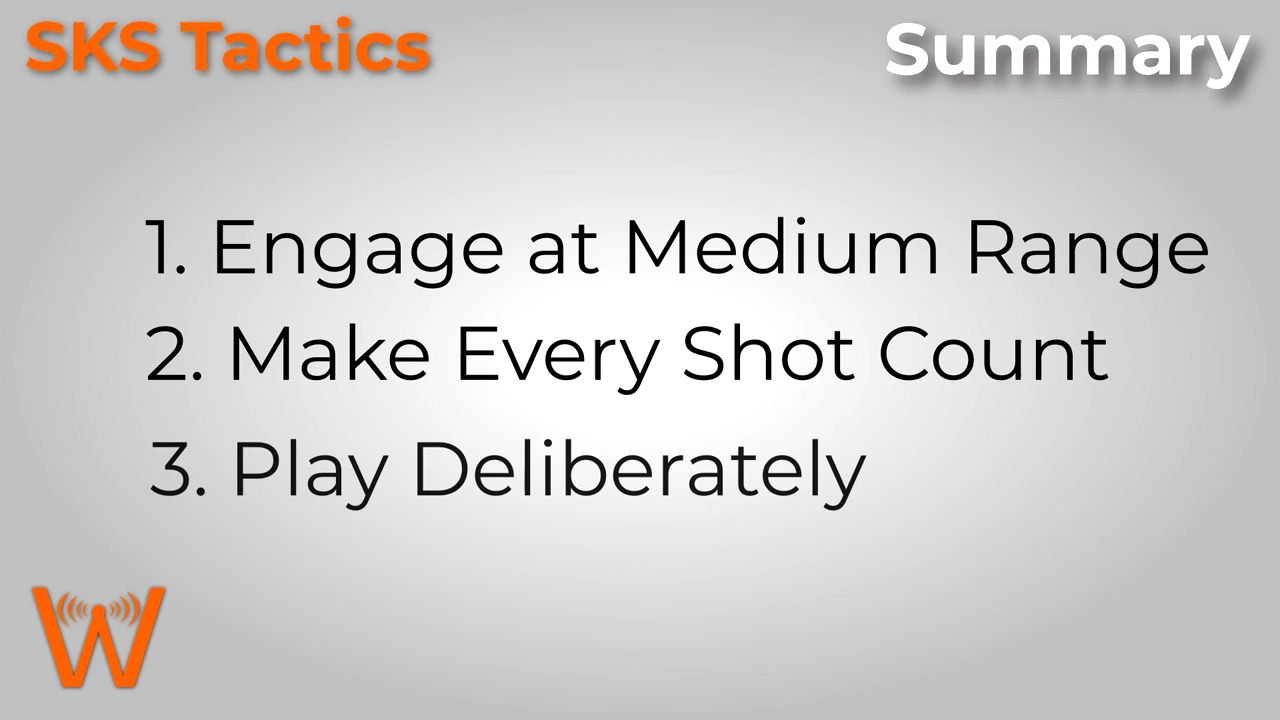 SKS Tactics
Summary
1. Engage at Medium Range
2. Make Every Shot Count
3. Play Deliberately
W